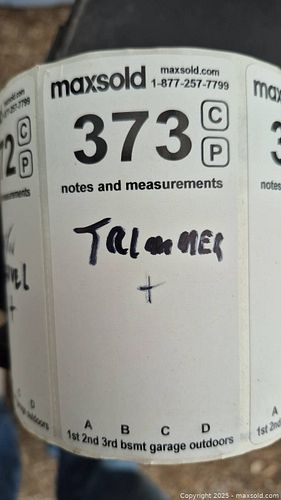 maxsold maxsold.com
1-877-257-7799
373 C
P
notes and measurements
TRIMMER
+
A B C D
1st 2nd 3rd bsmt garage outdoors
Copyright 2025 - maxsold.com